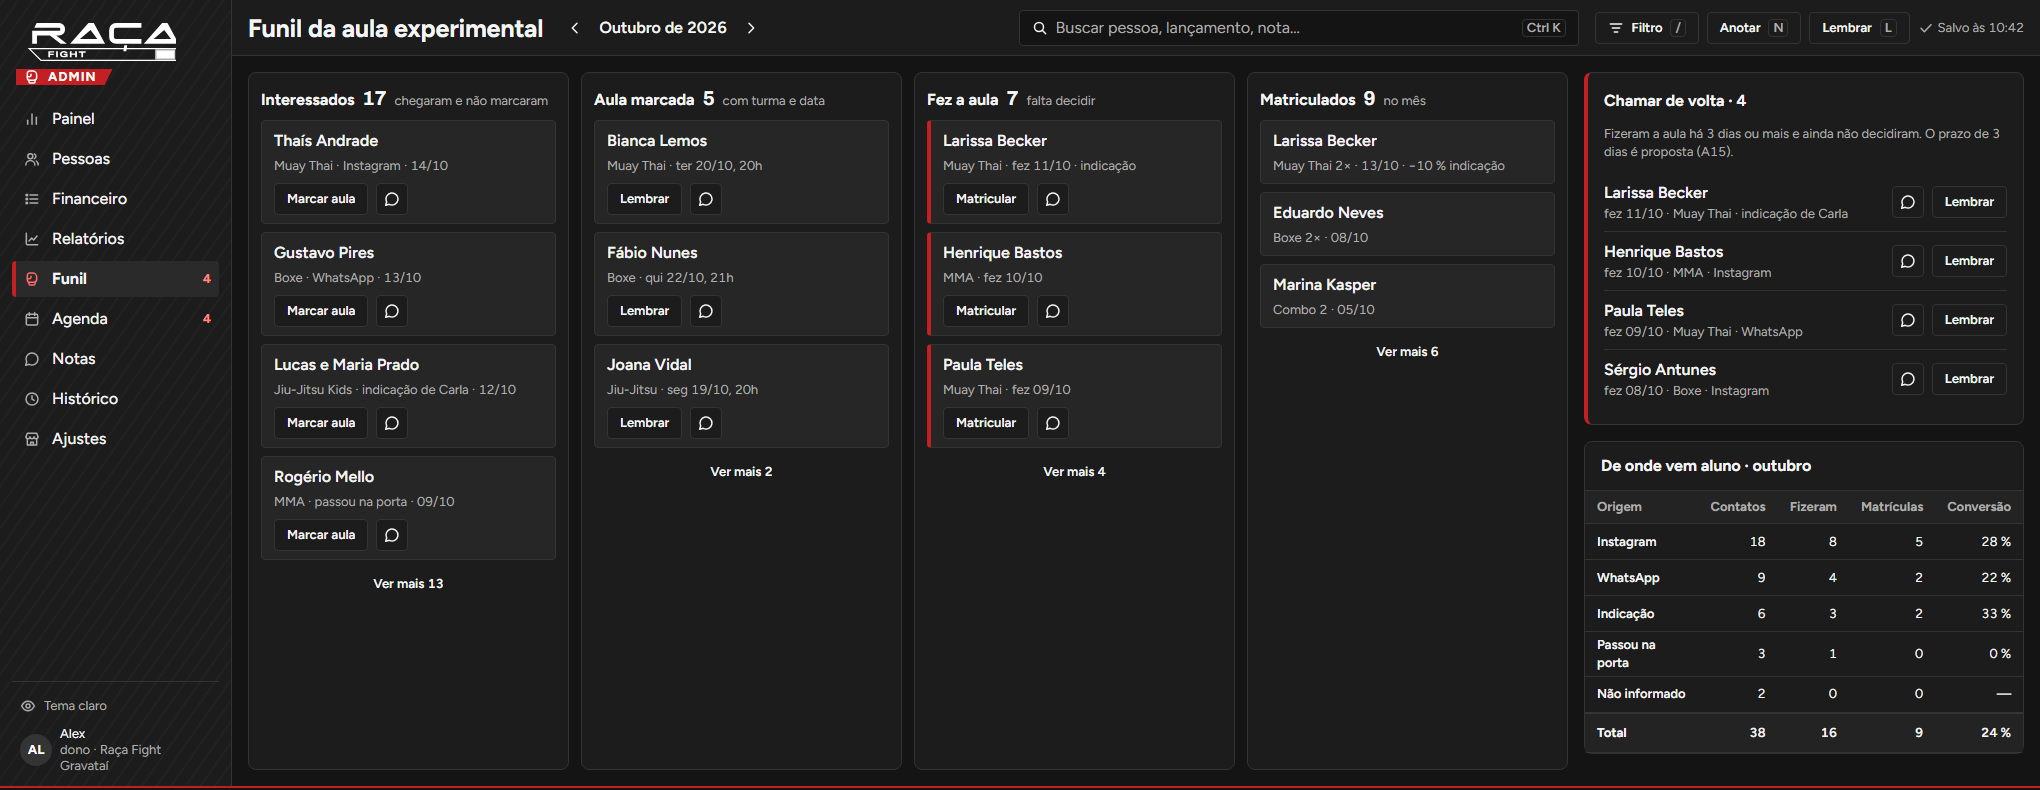 RAÇA
FIGHT
ADMIN
Painel
Pessoas
Financeiro
Relatórios
Funil 4
Agenda 4
Notas
Histórico
Ajustes
Tema claro
AL
Alex
dono · Raça Fight
Gravataí
Funil da aula experimental
Outubro de 2026
Buscar pessoa, lançamento, nota... Ctrl K
Filtro /
Anotar N
Lembrar L
Salvo às 10:42
Interessados 17 chegaram e não marcaram
Thaís Andrade
Muay Thai · Instagram · 14/10
Marcar aula
Gustavo Pires
Boxe · WhatsApp · 13/10
Marcar aula
Lucas e Maria Prado
Jiu-Jitsu Kids · indicação de Carla · 12/10
Marcar aula
Rogério Mello
MMA · passou na porta · 09/10
Marcar aula
Ver mais 13
Aula marcada 5 com turma e data
Bianca Lemos
Muay Thai · ter 20/10, 20h
Lembrar
Fábio Nunes
Boxe · qui 22/10, 21h
Lembrar
Joana Vidal
Jiu-Jitsu · seg 19/10, 20h
Lembrar
Ver mais 2
Fez a aula 7 falta decidir
Larissa Becker
Muay Thai · fez 11/10 · indicação
Matricular
Henrique Bastos
MMA · fez 10/10
Matricular
Paula Teles
Muay Thai · fez 09/10
Matricular
Ver mais 4
Matriculados 9 no mês
Larissa Becker
Muay Thai 2× · 13/10 · −10 % indicação
Eduardo Neves
Boxe 2× · 08/10
Marina Kasper
Combo 2 · 05/10
Ver mais 6
Chamar de volta · 4
Fizeram a aula há 3 dias ou mais e ainda não decidiram. O prazo de 3
dias é proposta (A15).
Larissa Becker
fez 11/10 · Muay Thai · indicação de Carla
Lembrar
Henrique Bastos
fez 10/10 · MMA · Instagram
Lembrar
Paula Teles
fez 09/10 · Muay Thai · WhatsApp
Lembrar
Sérgio Antunes
fez 08/10 · Boxe · Instagram
Lembrar
De onde vem aluno · outubro
Origem Contatos Fizeram Matrículas Conversão
Instagram 18 8 5 28 %
WhatsApp 9 4 2 22 %
Indicação 6 3 2 33 %
Passou na
porta 3 1 0 0 %
Não informado 2 0 0 —
Total 38 16 9 24 %